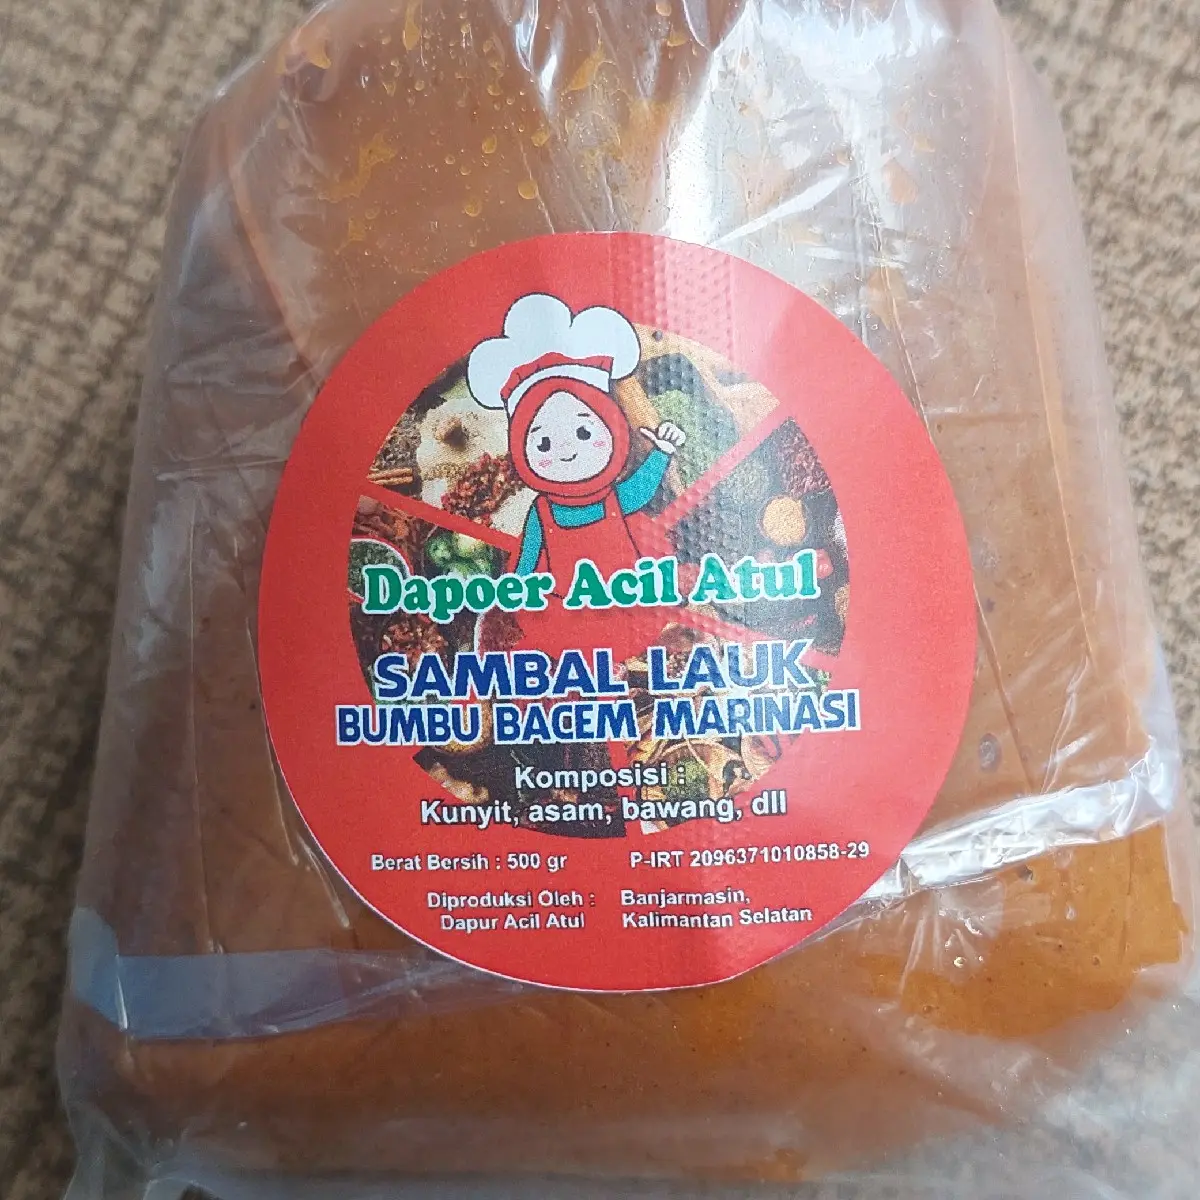 Dapoer Acil Atul
SAMBAL LAUK
BUMBU BACEM MARINASI
Komposisi :
Kunyit, asam, bawang, dll
Berat Bersih : 500 gr
P-IRT 2096371010858-29
Diproduksi Oleh :
Dapur Acil Atul
Banjarmasin,
Kalimantan Selatan